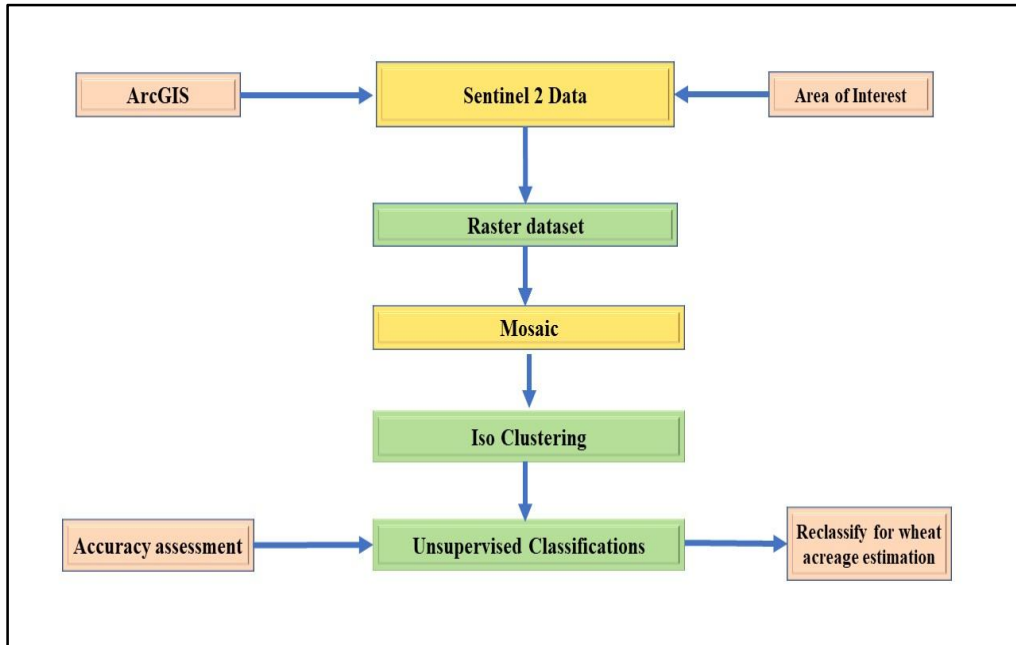 ArcGIS
Sentinel 2 Data
Area of Interest
Raster dataset
Mosaic
Iso Clustering
Accuracy assessment
Unsupervised Classifications
Reclassify for wheat
acreage estimation